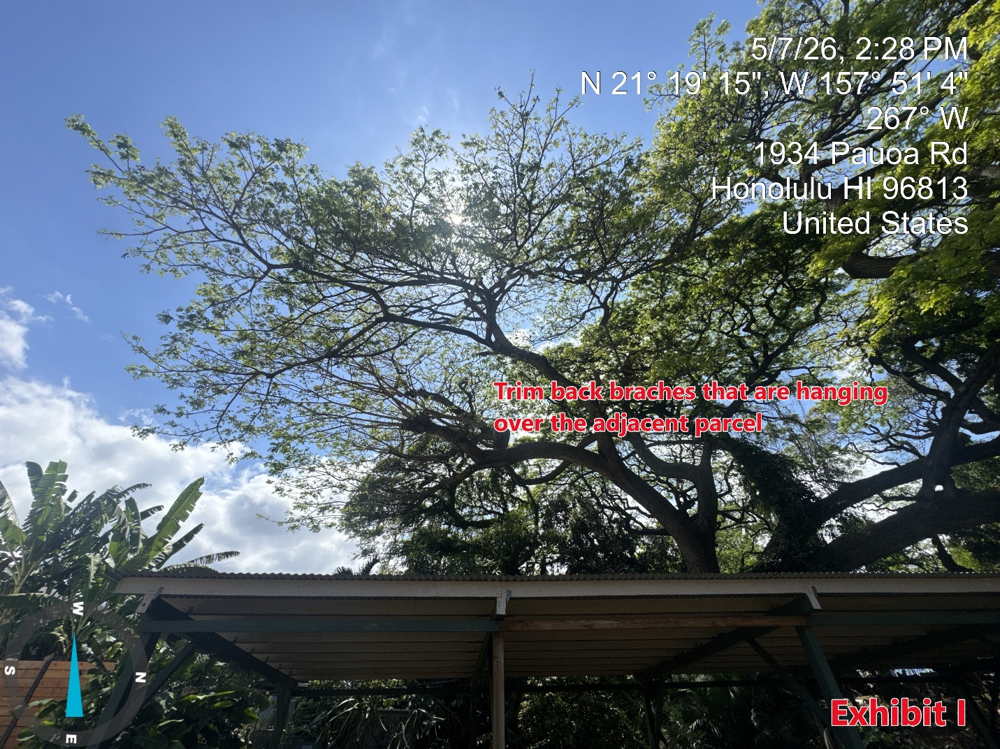 5/7/26, 2:28 PM
N 21° 19' 15", W 157° 51' 4"
267° W
1934 Pauoa Rd
Honolulu HI 96813
United States
Trim back braches that are hanging
over the adjacent parcel
W
S
N
E
Exhibit I